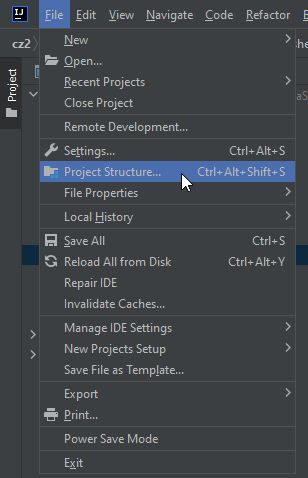 IJ File Edit View Navigate Code Refactor
cz2
Project
New
Open...
Recent Projects
Close Project
Remote Development...
Settings... Ctrl+Alt+S
Project Structure... Ctrl+Alt+Shift+S
File Properties
Local History
Save All Ctrl+S
Reload All from Disk Ctrl+Alt+Y
Repair IDE
Invalidate Caches...
Manage IDE Settings
New Projects Setup
Save File as Template...
Export
Print...
Power Save Mode
Exit